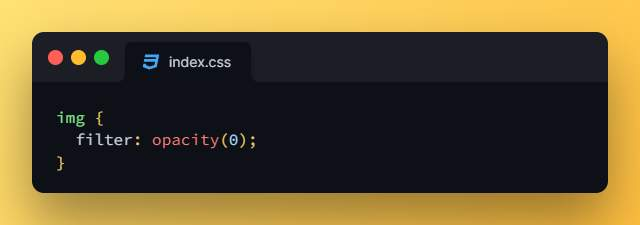 index.css
img {
  filter: opacity(0);
}